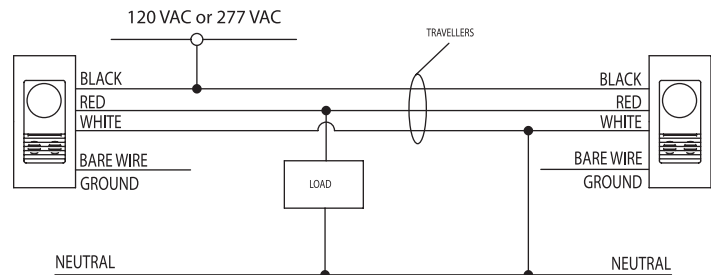 120 VAC or 277 VAC
TRAVELLERS
BLACK
BLACK
RED
RED
WHITE
WHITE
BARE WIRE
BARE WIRE
GROUND
GROUND
LOAD
NEUTRAL
NEUTRAL